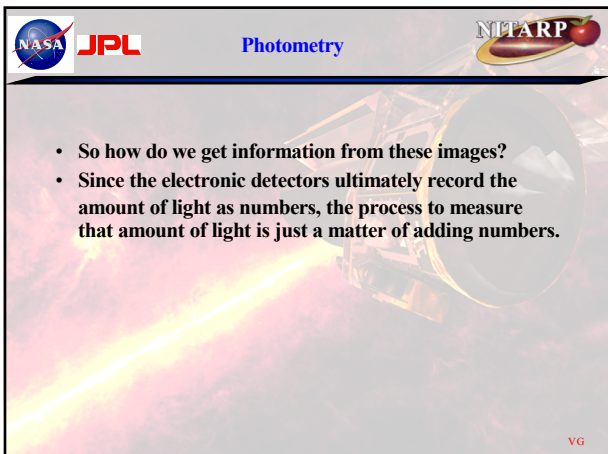 NASA
JPL
Photometry
NITARP
• So how do we get information from these images?
• Since the electronic detectors ultimately record the
amount of light as numbers, the process to measure
that amount of light is just a matter of adding numbers.
VG